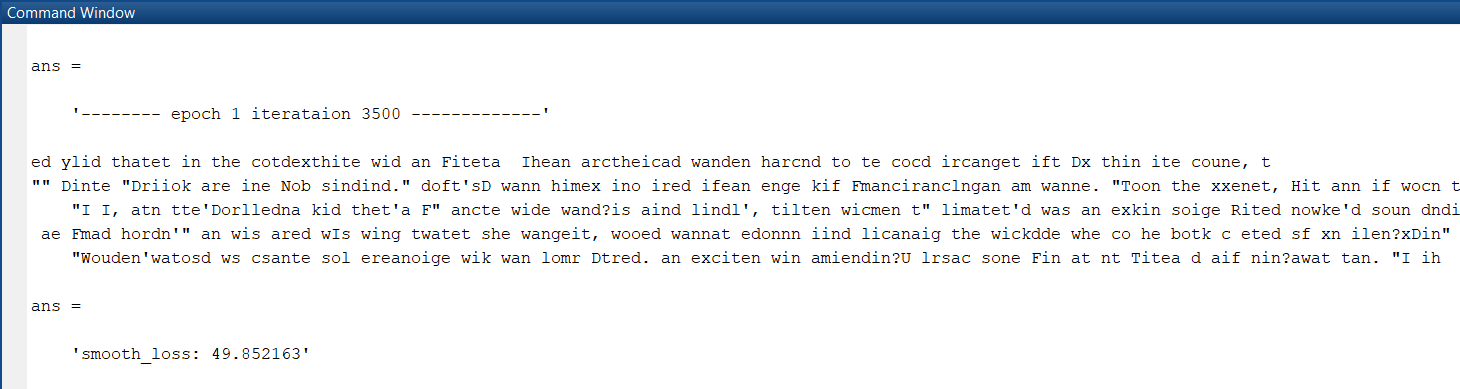 Command Window
ans =
'-------- epoch 1 iterataion 3500 -------------'
ed ylid thatet in the cotdexthite wid an Fiteta  Ihean arctheicad wanden harcnd to te cocd ircanget ift Dx thin ite coune, t
"" Dinte "Driiok are ine Nob sindind." doft'sD wann himex ino ired ifean enge kif Fmanciranclngan am wanne. "Toon the xxenet, Hit ann if wocn t
"I I, atn tte'Dorlledna kid thet'a F" ancte wide wand?is aind lindl', tilten wicmen t" limatet'd was an exkin soige Rited nowke'd soun dndi
ae Fmad hordn'" an wis ared wIs wing twatet she wangeit, wooed wannat edonnn iind licanaig the wickdde whe co he botk c eted sf xn ilen?xDin"
"Wouden'watosd ws csante sol ereanoige wik wan lomr Dtred. an exciten win amiendin?U lrsac sone Fin at nt Titea d aif nin?awat tan. "I ih
ans =
'smooth_loss: 49.852163'